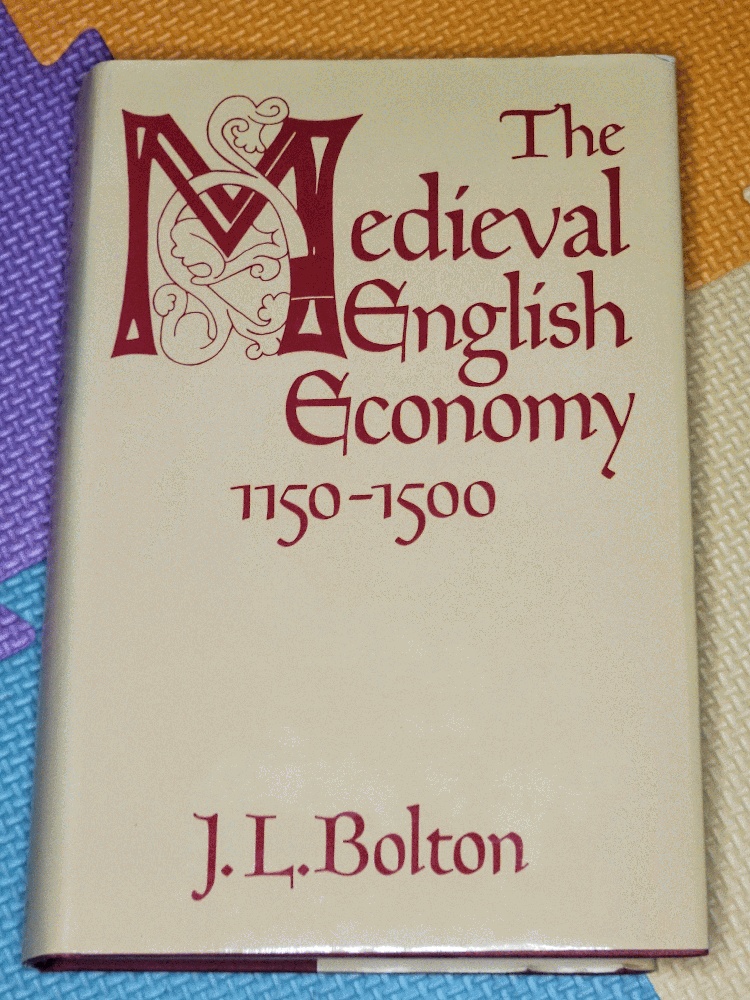 The
Medieval
English
Economy
1150-1500
J. L. Bolton